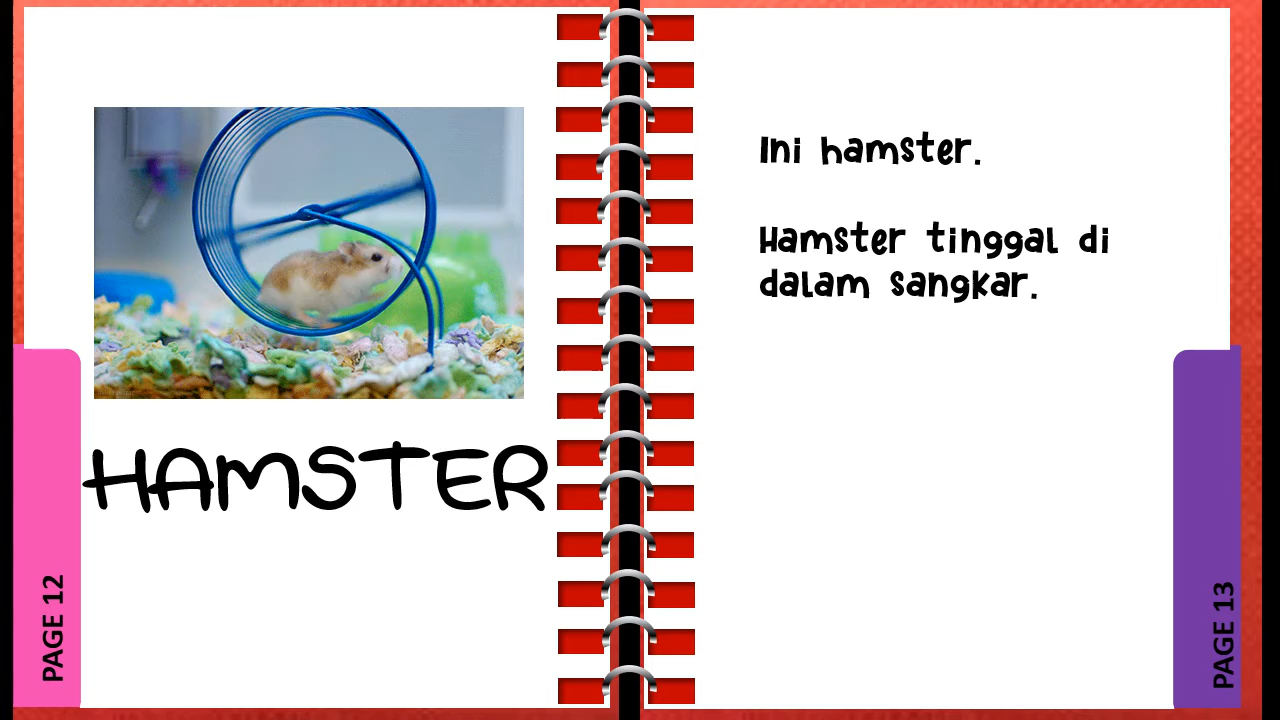 HAMSTER
PAGE 12
Ini hamster.
Hamster tinggal di
dalam sangkar.
PAGE 13